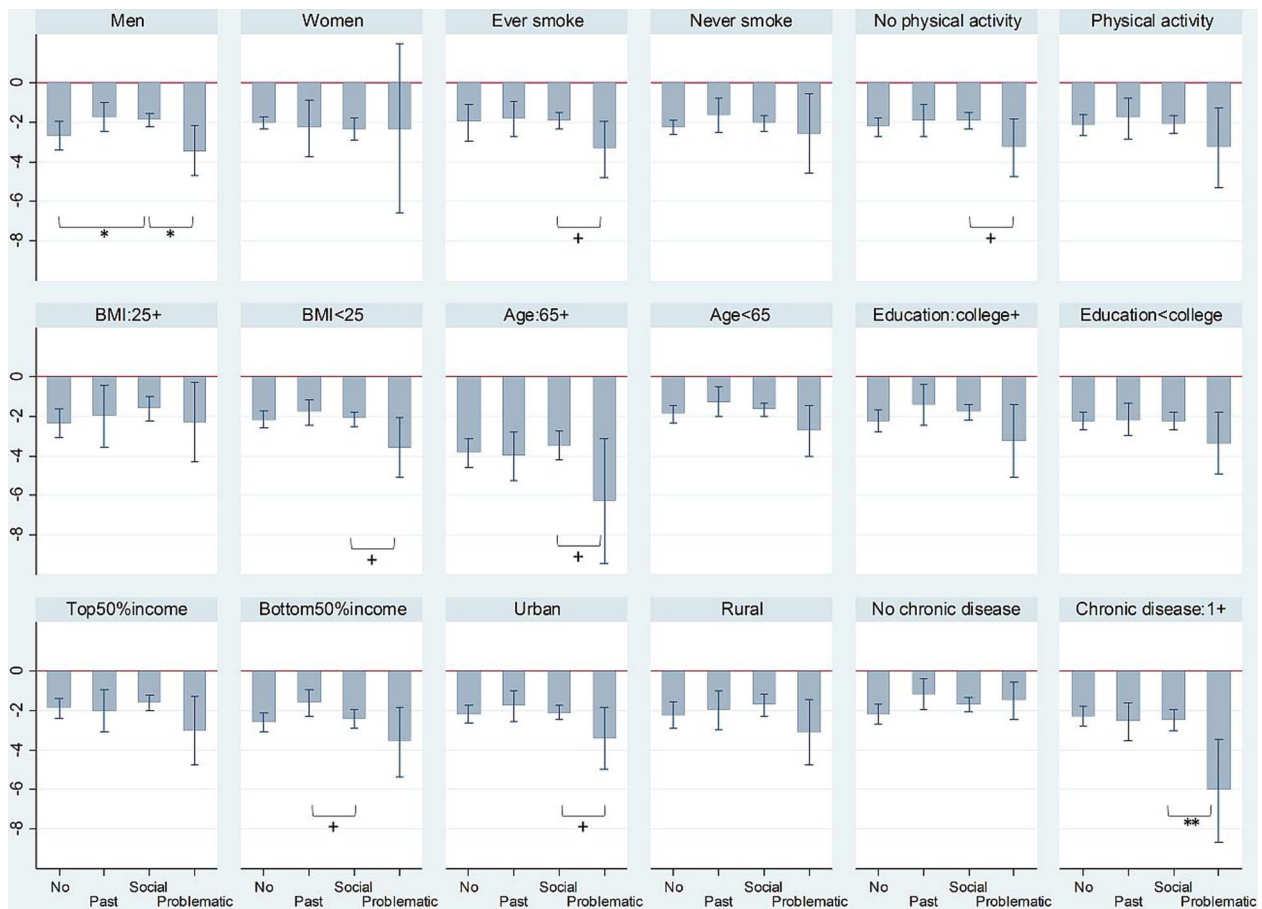 Men Women Ever smoke Never smoke No physical activity Physical activity
0
-2
-4
-6
-8
* * + +
BMI:25+ BMI<25 Age:65+ Age<65 Education:college+ Education<college
0
-2
-4
-6
-8
+ +
Top50%income Bottom50%income Urban Rural No chronic disease Chronic disease:1+
0
-2
-4
-6
-8
+ + **
No Social No Social No Social No Social No Social No Social
Past Problematic Past Problematic Past Problematic Past Problematic Past Problematic Past Problematic